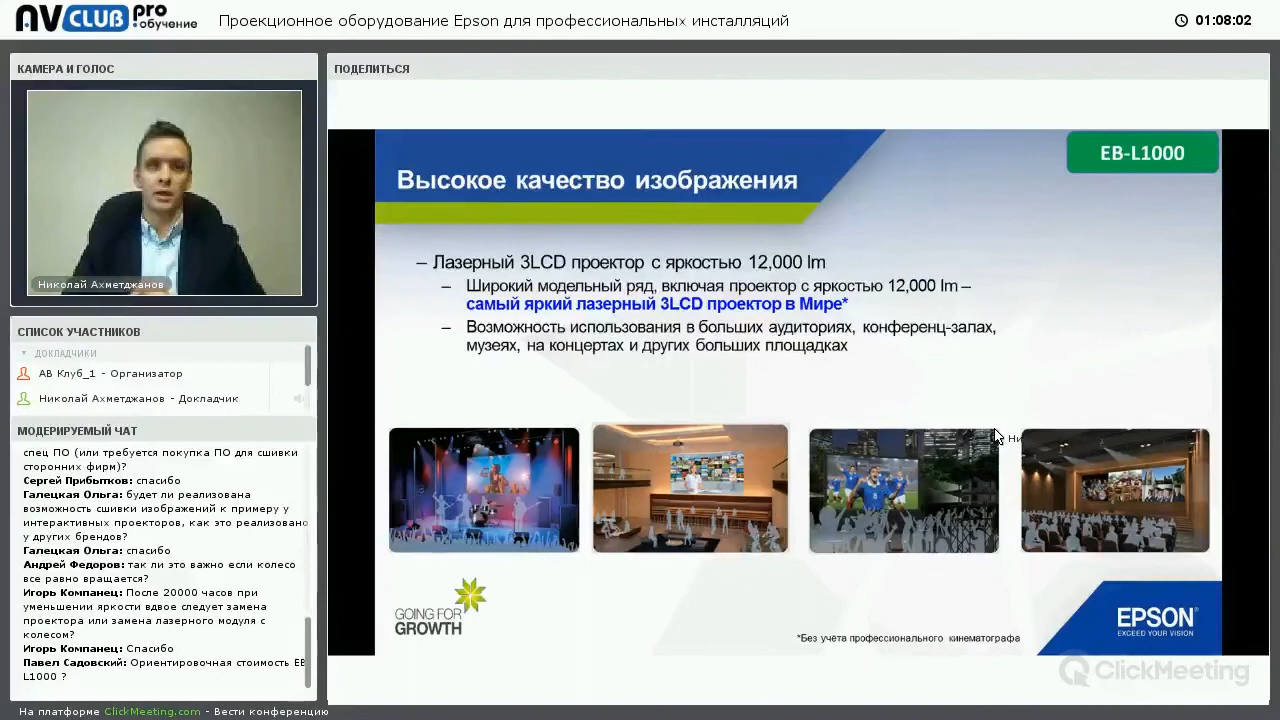 AVCLUB pro
:обучение
Проекционное оборудование Epson для профессиональных инсталляций
01:08:02
КАМЕРА И ГОЛОС
Николай Ахметджанов
СПИСОК УЧАСТНИКОВ
ДОКЛАДЧИКИ
АВ Клуб_1 - Организатор
Николай Ахметджанов - Докладчик
МОДЕРИРУЕМЫЙ ЧАТ
спец ПО (или требуется покупка ПО для сшивки
сторонних фирм)?
Сергей Прибытков: спасибо
Галецкая Ольга: будет ли реализована
возможность сшивки изображений к примеру у
интерактивных проекторов, как это реализовано
у других брендов?
Галецкая Ольга: спасибо
Андрей Федоров: так ли это важно если колесо
все равно вращается?
Игорь Компанец: После 20000 часов при
уменьшении яркости вдвое следует замена
проектора или замена лазерного модуля с
колесом?
Игорь Компанец: Спасибо
Павел Садовский: Ориентировочная стоимость EB
L1000 ?
На платформе ClickMeeting.com - Вести конференцию
ПОДЕЛИТЬСЯ
EB-L1000
Высокое качество изображения
– Лазерный 3LCD проектор с яркостью 12,000 lm
– Широкий модельный ряд, включая проектор с яркостью 12,000 lm –
самый яркий лазерный 3LCD проектор в Мире*
– Возможность использования в больших аудиториях, конференц-залах,
музеях, на концертах и других больших площадках
Ни
GOING FOR
GROWTH
*Без учёта профессионального кинематографа
EPSON
EXCEED YOUR VISION
ClickMeeting